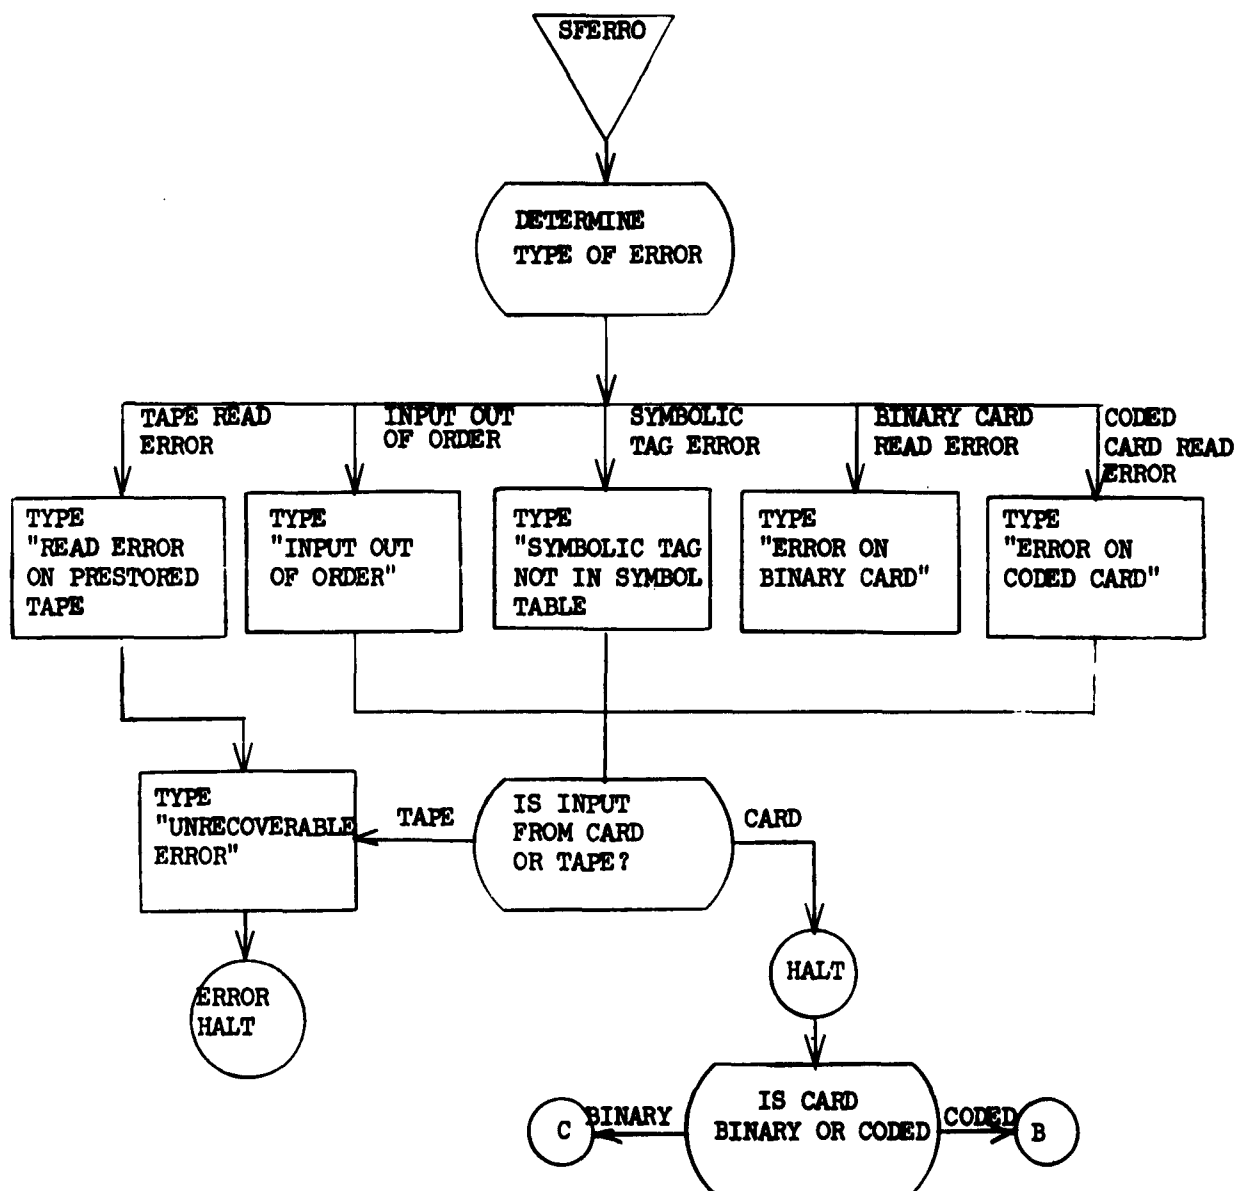 SFERRO
DETERMINE
TYPE OF ERROR
TAPE READ
ERROR
INPUT OUT
OF ORDER
SYMBOLIC
TAG ERROR
BINARY CARD
READ ERROR
CODED
CARD READ
ERROR
TYPE
"READ ERROR
ON PRESTORED
TAPE
TYPE
"INPUT OUT
OF ORDER"
TYPE
"SYMBOLIC TAG
NOT IN SYMBOL
TABLE
TYPE
"ERROR ON
BINARY CARD"
TYPE
"ERROR ON
CODED CARD"
TYPE
"UNRECOVERABLE
ERROR"
TAPE
IS INPUT
FROM CARD
OR TAPE?
CARD
ERROR
HALT
HALT
C
BINARY
IS CARD
BINARY OR CODED
CODED
B